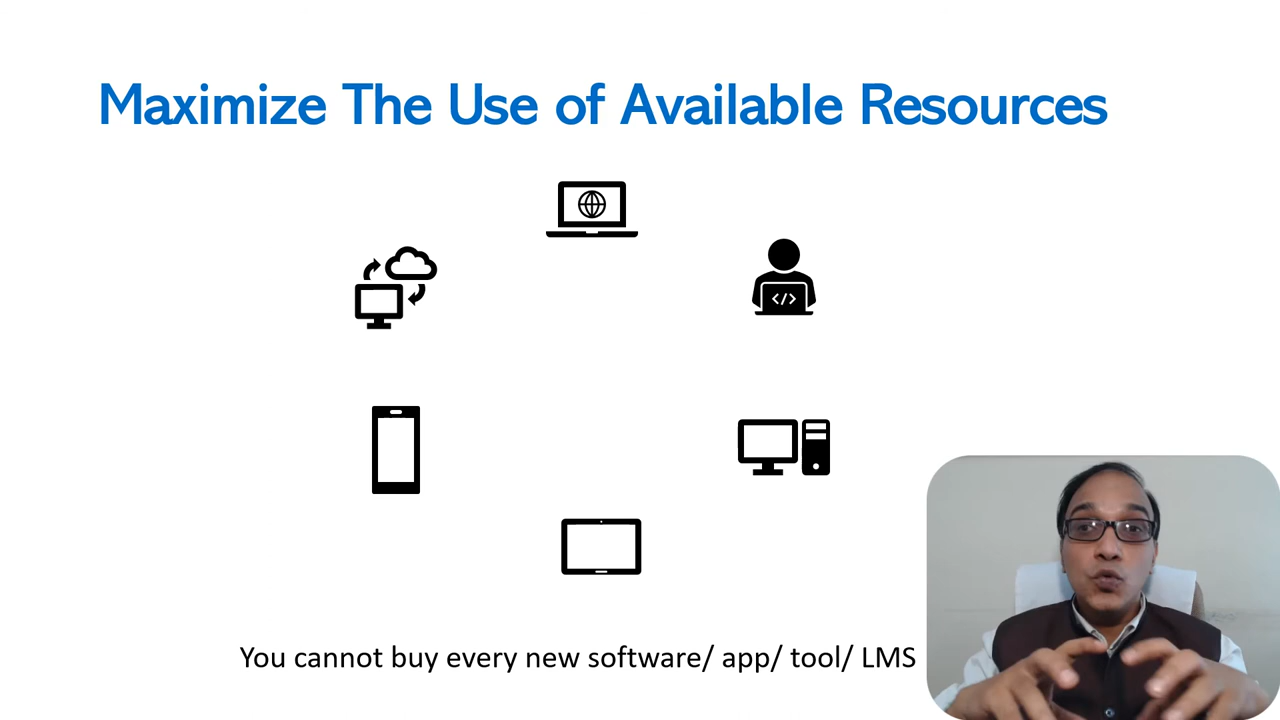 Maximize The Use of Available Resources
</>
You cannot buy every new software/ app/ tool/ LMS